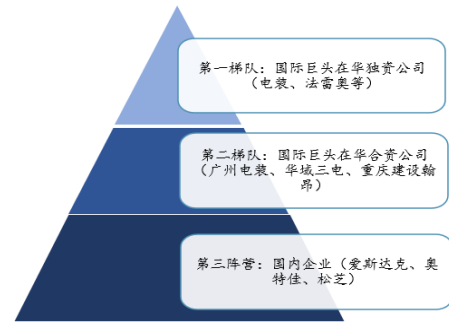 第一梯队：国际巨头在华独资公司
（电装、法雷奥等）
第二梯队：国际巨头在华合资公司
（广州电装、华域三电、重庆建设翰
昂）
第三阵营：国内企业（爱斯达克、奥
特佳、松芝）